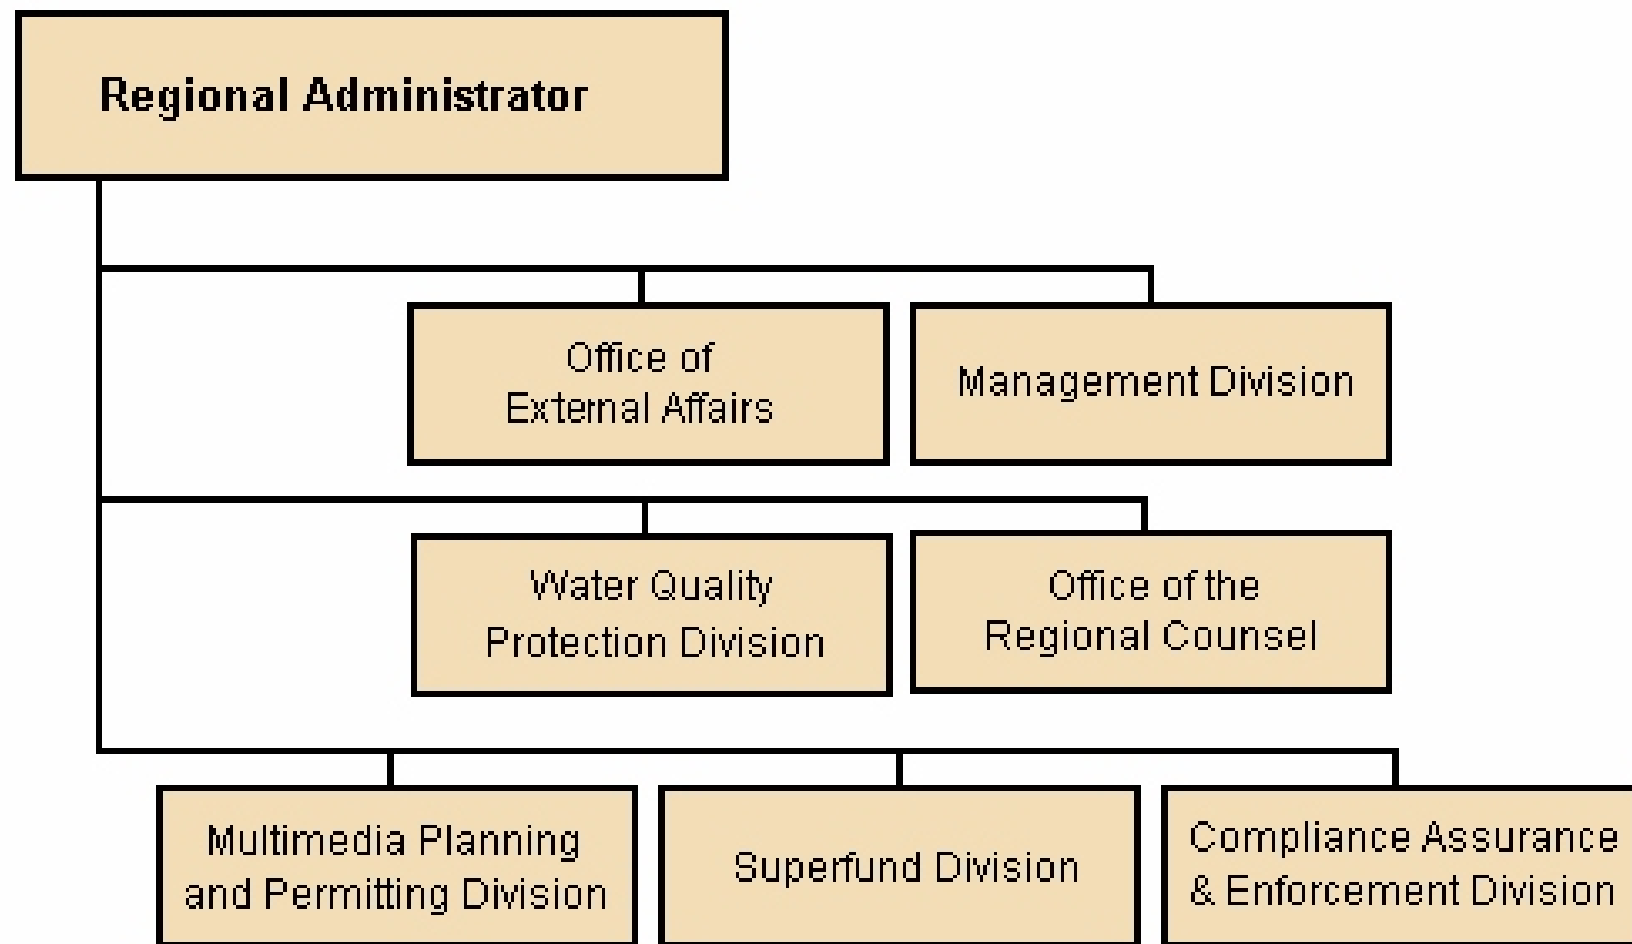 Regional Administrator
Office of
External Affairs
Management Division
Water Quality
Protection Division
Office of the
Regional Counsel
Multimedia Planning
and Permitting Division
Superfund Division
Compliance Assurance
& Enforcement Division